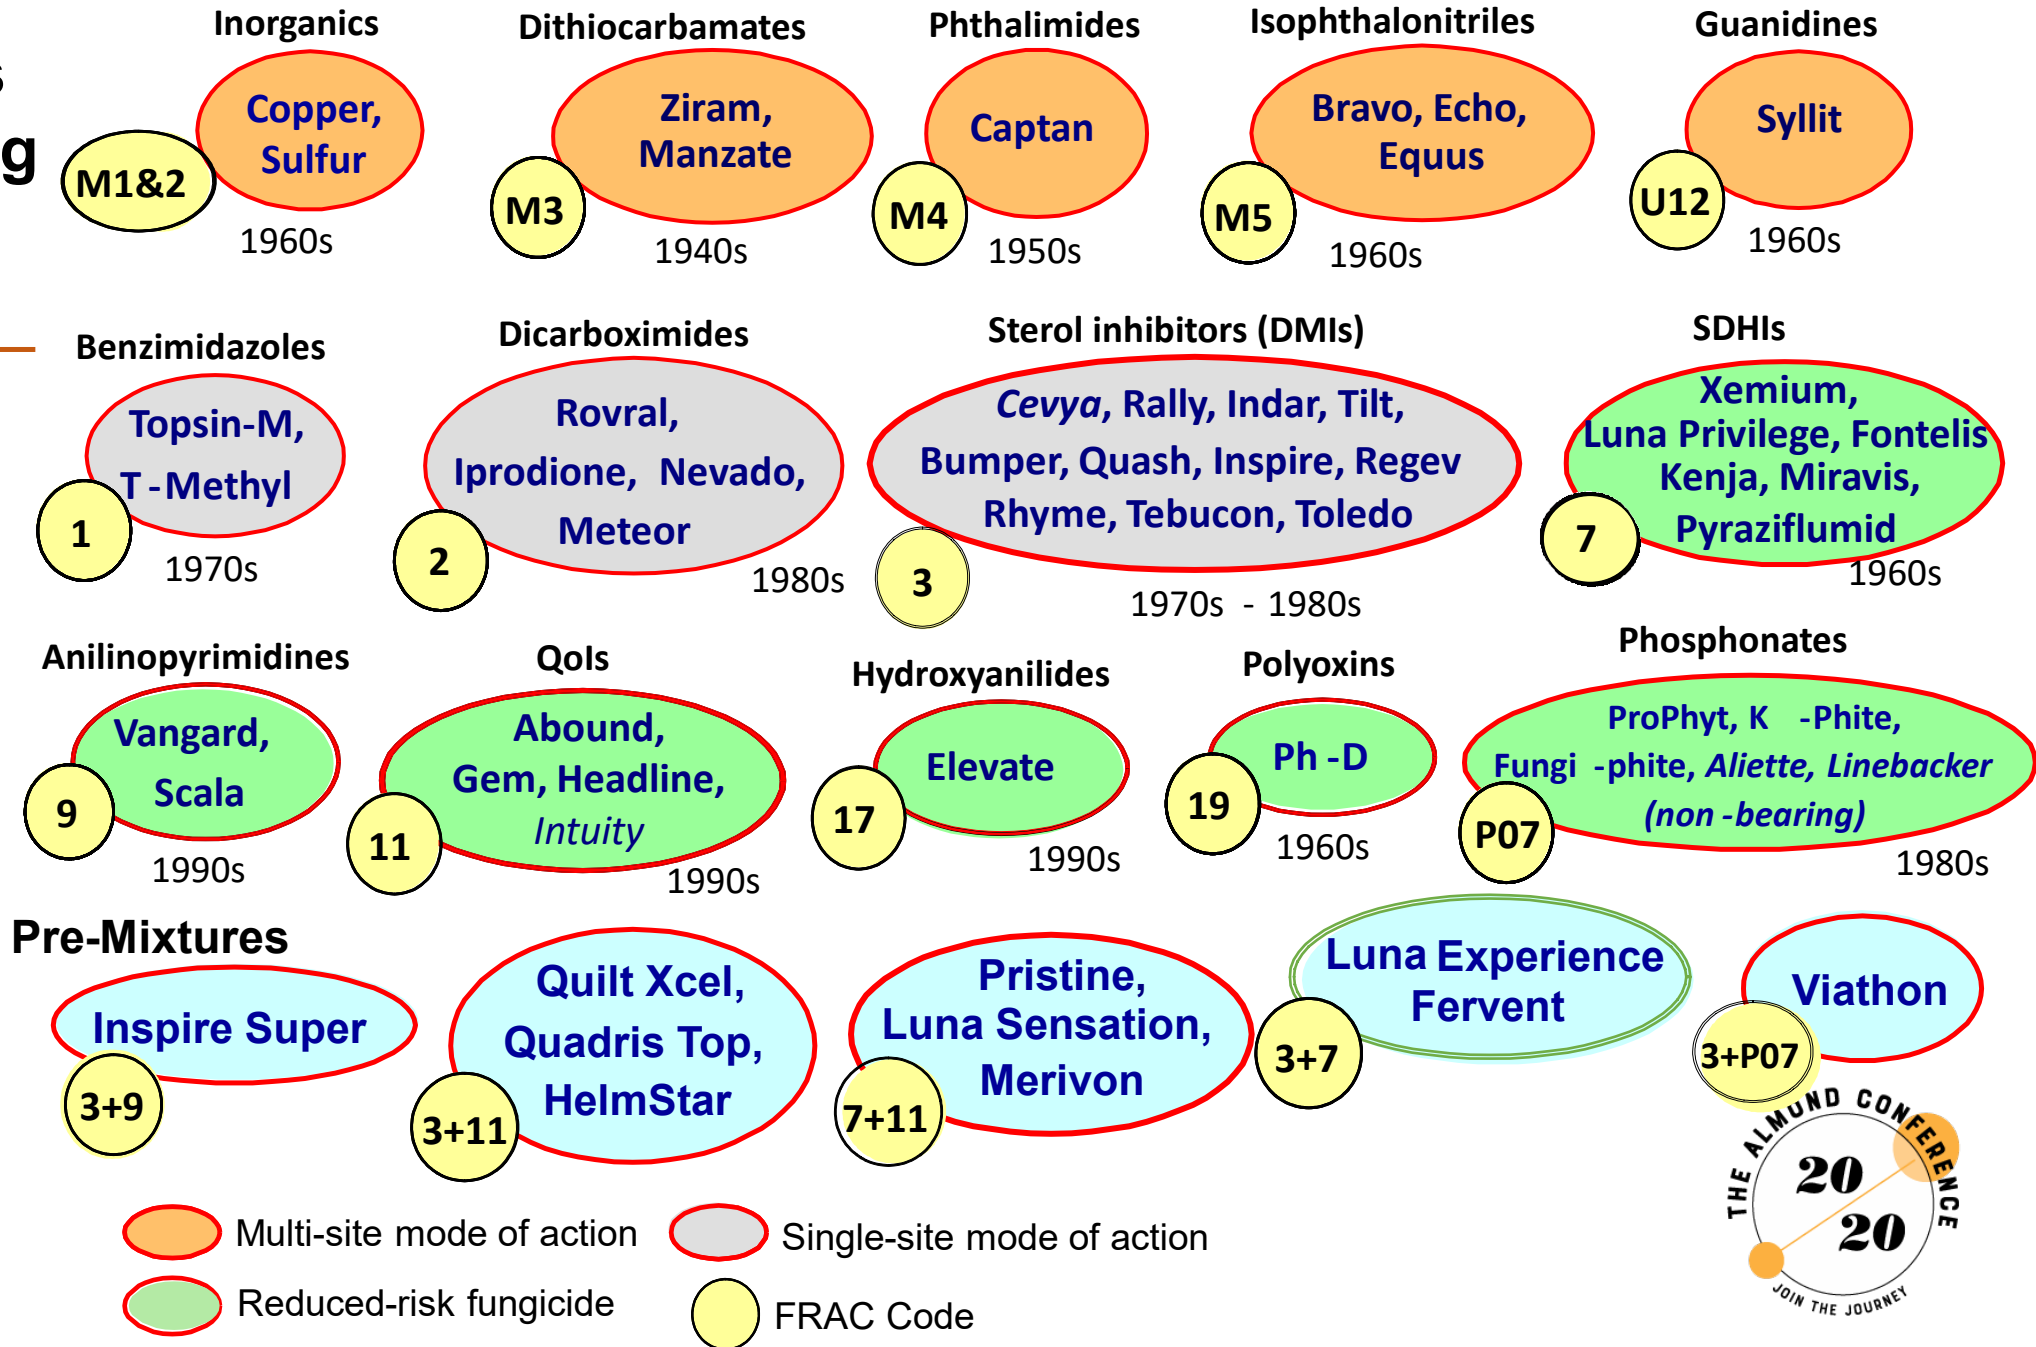 s
g
Inorganics
Copper,
Sulfur
M1&2
1960s
Dithiocarbamates
Ziram,
Manzate
M3
1940s
Phthalimides
Captan
M4
1950s
Isophthalonitriles
Bravo, Echo,
Equus
M5
1960s
Guanidines
Syllit
U12
1960s
Benzimidazoles
Topsin-M,
T -Methyl
1
1970s
Dicarboximides
Rovral,
Iprodione, Nevado,
Meteor
2
1980s
Sterol inhibitors (DMIs)
Cevya, Rally, Indar, Tilt,
Bumper, Quash, Inspire, Regev
Rhyme, Tebucon, Toledo
3
1970s - 1980s
SDHIs
Xemium,
Luna Privilege, Fontelis
Kenja, Miravis,
Pyraziflumid
7
1960s
Anilinopyrimidines
Vangard,
Scala
9
1990s
QoIs
Abound,
Gem, Headline,
Intuity
11
1990s
Hydroxyanilides
Elevate
17
1990s
Polyoxins
Ph -D
19
1960s
Phosphonates
ProPhyt, K -Phite,
Fungi -phite, Aliette, Linebacker
(non -bearing)
P07
1980s
Pre-Mixtures
Inspire Super
3+9
Quilt Xcel,
Quadris Top,
HelmStar
3+11
Pristine,
Luna Sensation,
Merivon
7+11
Luna Experience
Fervent
3+7
Viathon
3+P07
Multi-site mode of action
Single-site mode of action
Reduced-risk fungicide
FRAC Code
THE ALMOND CONFERENCE
20
20
JOIN THE JOURNEY